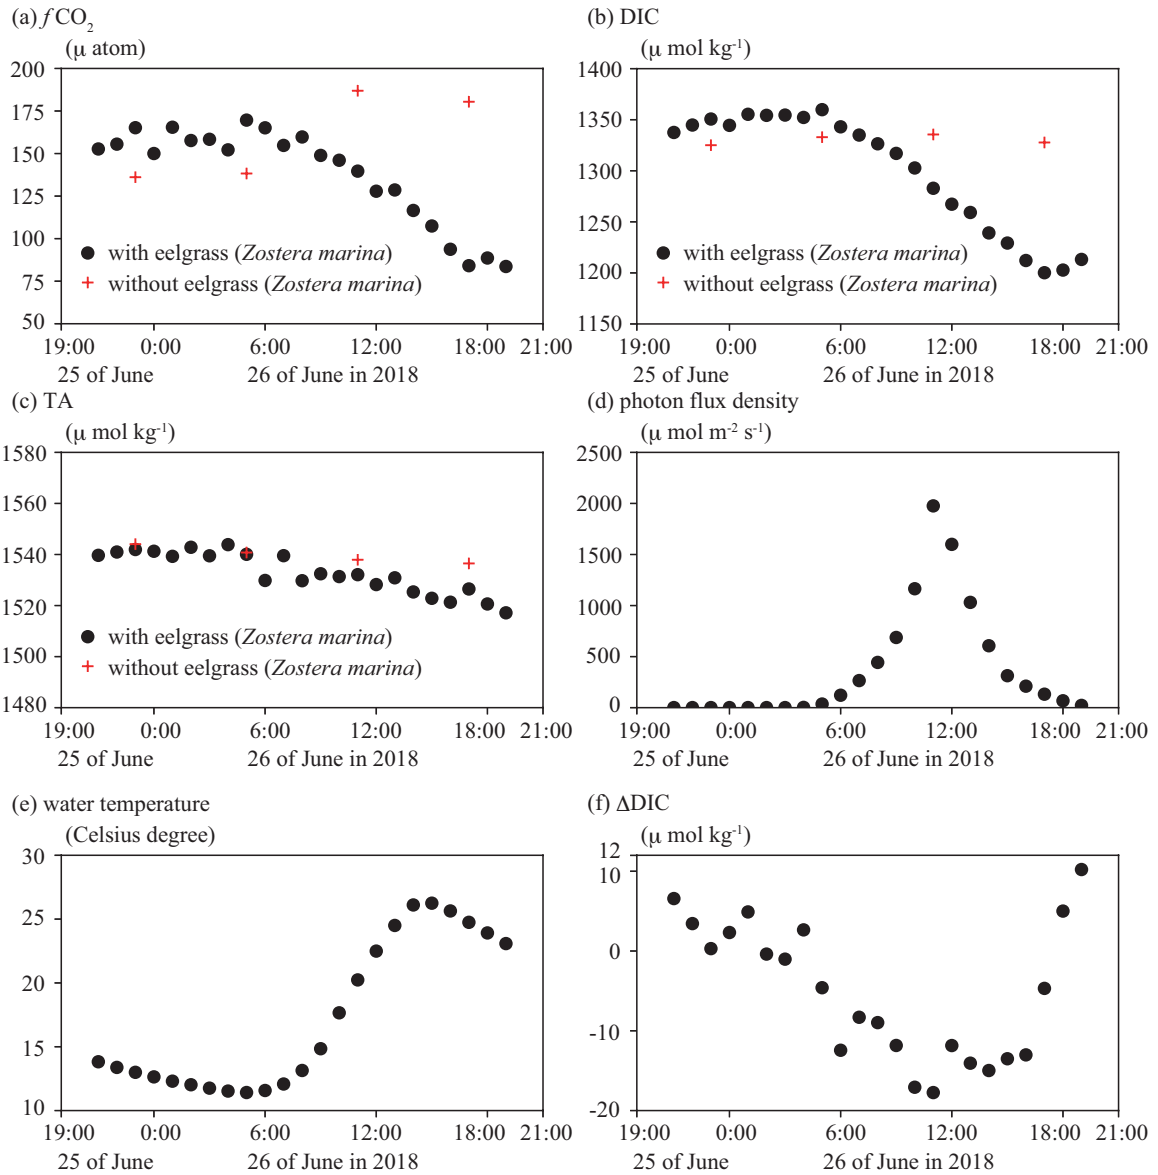 (a) fCO2
(μ atom)
200
175
150
125
100
75
50
with eelgrass (Zostera marina)
without eelgrass (Zostera marina)
19:00 0:00 6:00 12:00 18:00 21:00
25 of June 26 of June in 2018
(b) DIC
(μ mol kg-1)
1400
1350
1300
1250
1200
1150
with eelgrass (Zostera marina)
without eelgrass (Zostera marina)
19:00 0:00 6:00 12:00 18:00 21:00
25 of June 26 of June in 2018
(c) TA
(μ mol kg-1)
1580
1560
1540
1520
1500
1480
with eelgrass (Zostera marina)
without eelgrass (Zostera marina)
19:00 0:00 6:00 12:00 18:00 21:00
25 of June 26 of June in 2018
(d) photon flux density
(μ mol m-2 s-1)
2500
2000
1500
1000
500
0
19:00 0:00 6:00 12:00 18:00 21:00
25 of June 26 of June in 2018
(e) water temperature
(Celsius degree)
30
25
20
15
10
19:00 0:00 6:00 12:00 18:00 21:00
25 of June 26 of June in 2018
(f) ΔDIC
(μ mol kg-1)
12
10
0
-10
-20
19:00 0:00 6:00 12:00 18:00 21:00
25 of June 26 of June in 2018